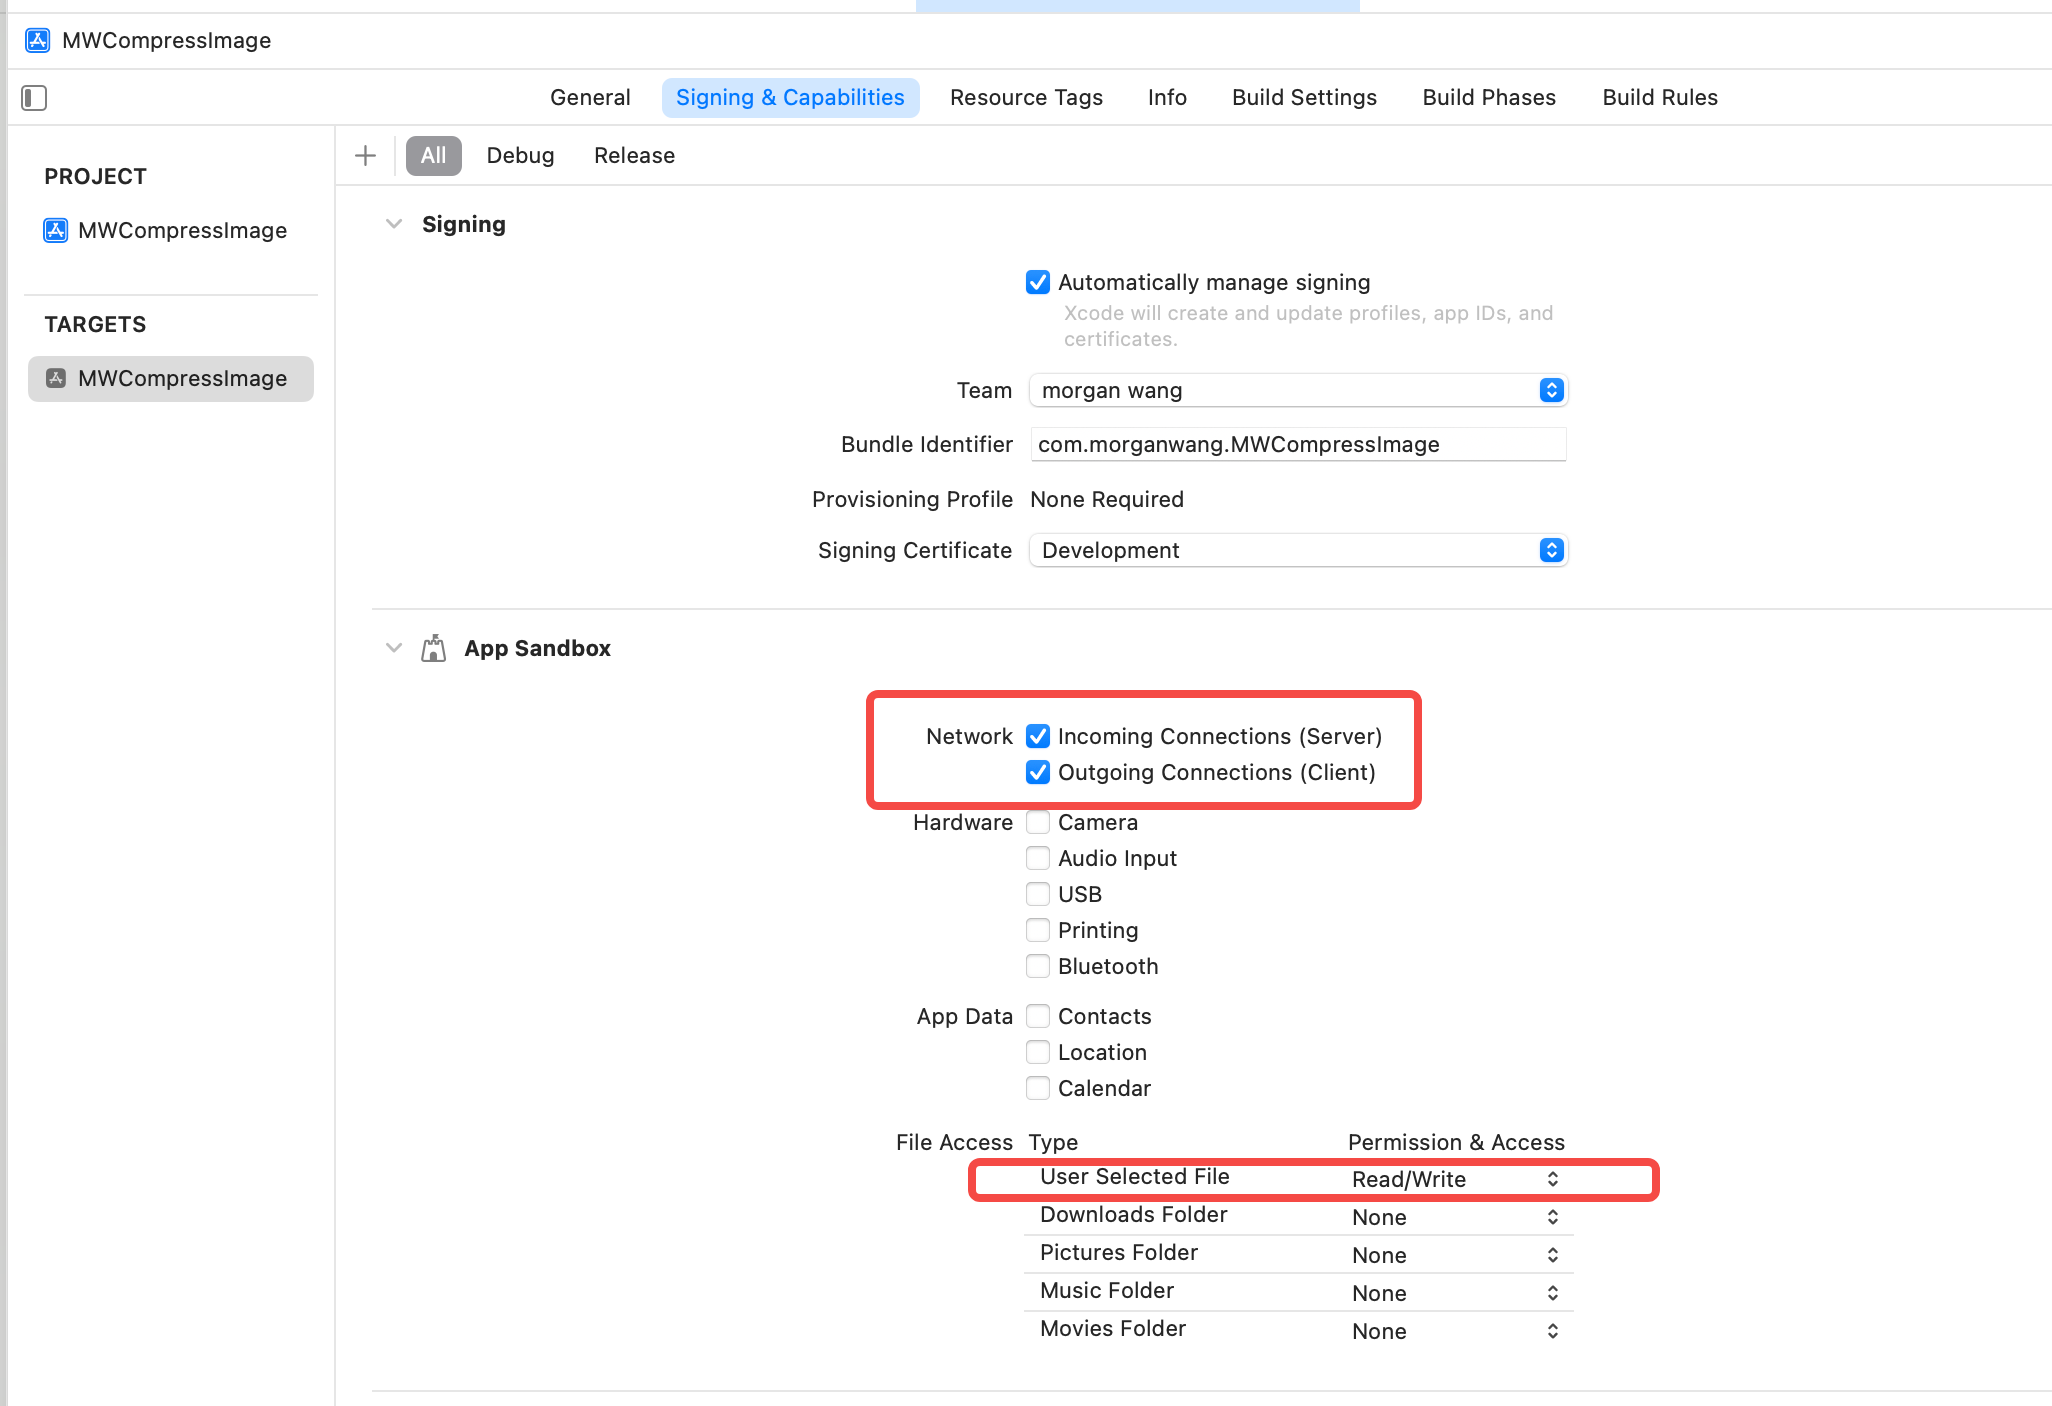 MWCompressImage
General Signing & Capabilities Resource Tags Info Build Settings Build Phases Build Rules
All Debug Release
PROJECT
MWCompressImage
TARGETS
MWCompressImage
Signing
Automatically manage signing
Xcode will create and update profiles, app IDs, and
certificates.
Team morgan wang
Bundle Identifier com.morganwang.MWCompressImage
Provisioning Profile None Required
Signing Certificate Development
App Sandbox
Network Incoming Connections (Server)
Outgoing Connections (Client)
Hardware Camera
Audio Input
USB
Printing
Bluetooth
App Data Contacts
Location
Calendar
File Access Type Permission & Access
User Selected File Read/Write
Downloads Folder None
Pictures Folder None
Music Folder None
Movies Folder None